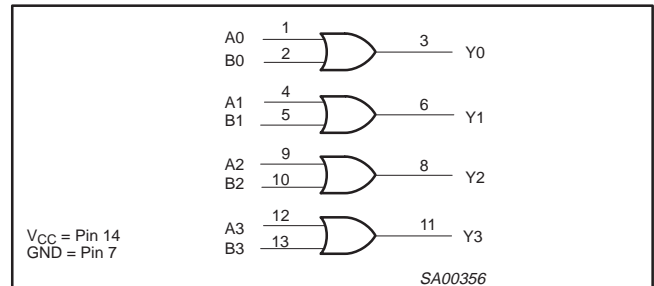 A0 1 3 Y0
B0 2
A1 4 6 Y1
B1 5
A2 9 8 Y2
B2 10
A3 12 11 Y3
B3 13
VCC = Pin 14
GND = Pin 7
SA00356